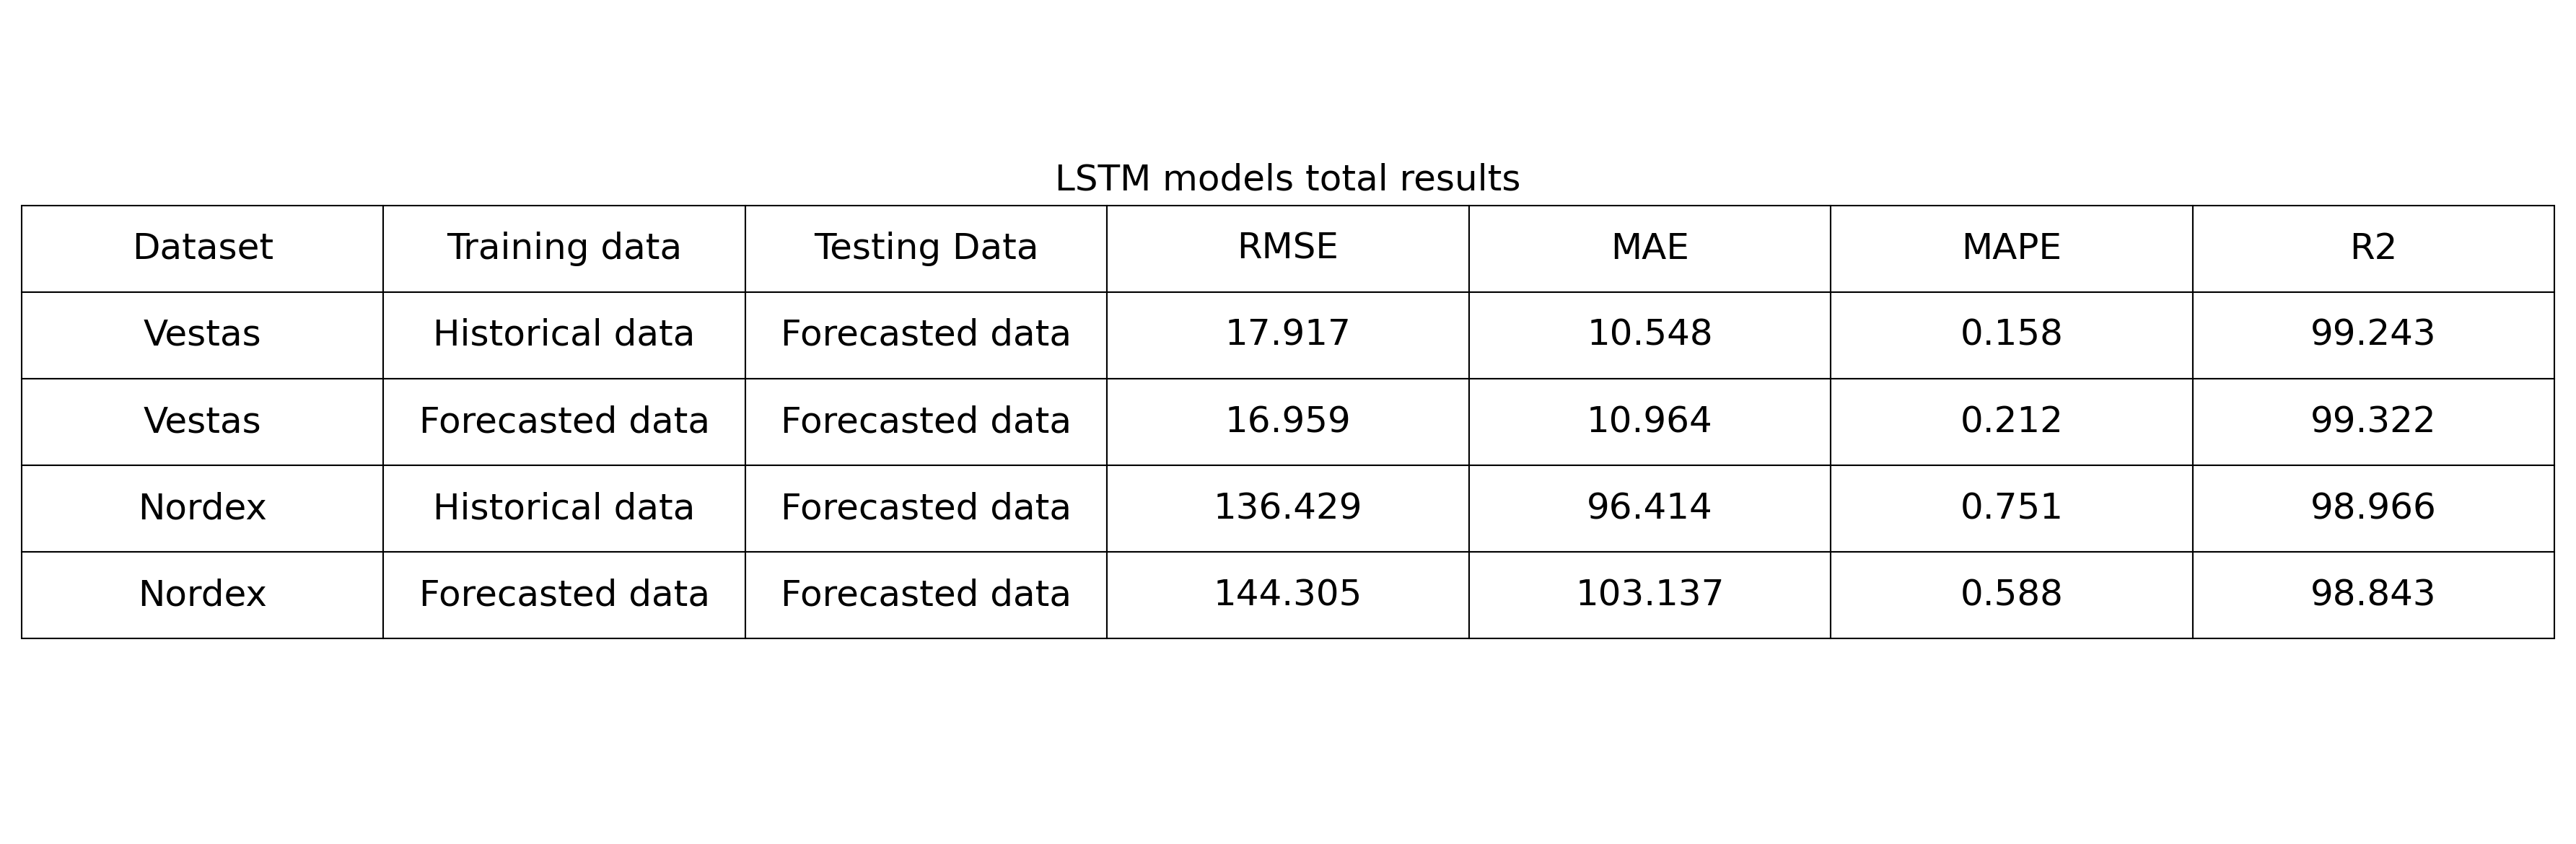 LSTM models total results
Dataset Training data Testing Data RMSE MAE MAPE R2
Vestas Historical data Forecasted data 17.917 10.548 0.158 99.243
Vestas Forecasted data Forecasted data 16.959 10.964 0.212 99.322
Nordex Historical data Forecasted data 136.429 96.414 0.751 98.966
Nordex Forecasted data Forecasted data 144.305 103.137 0.588 98.843